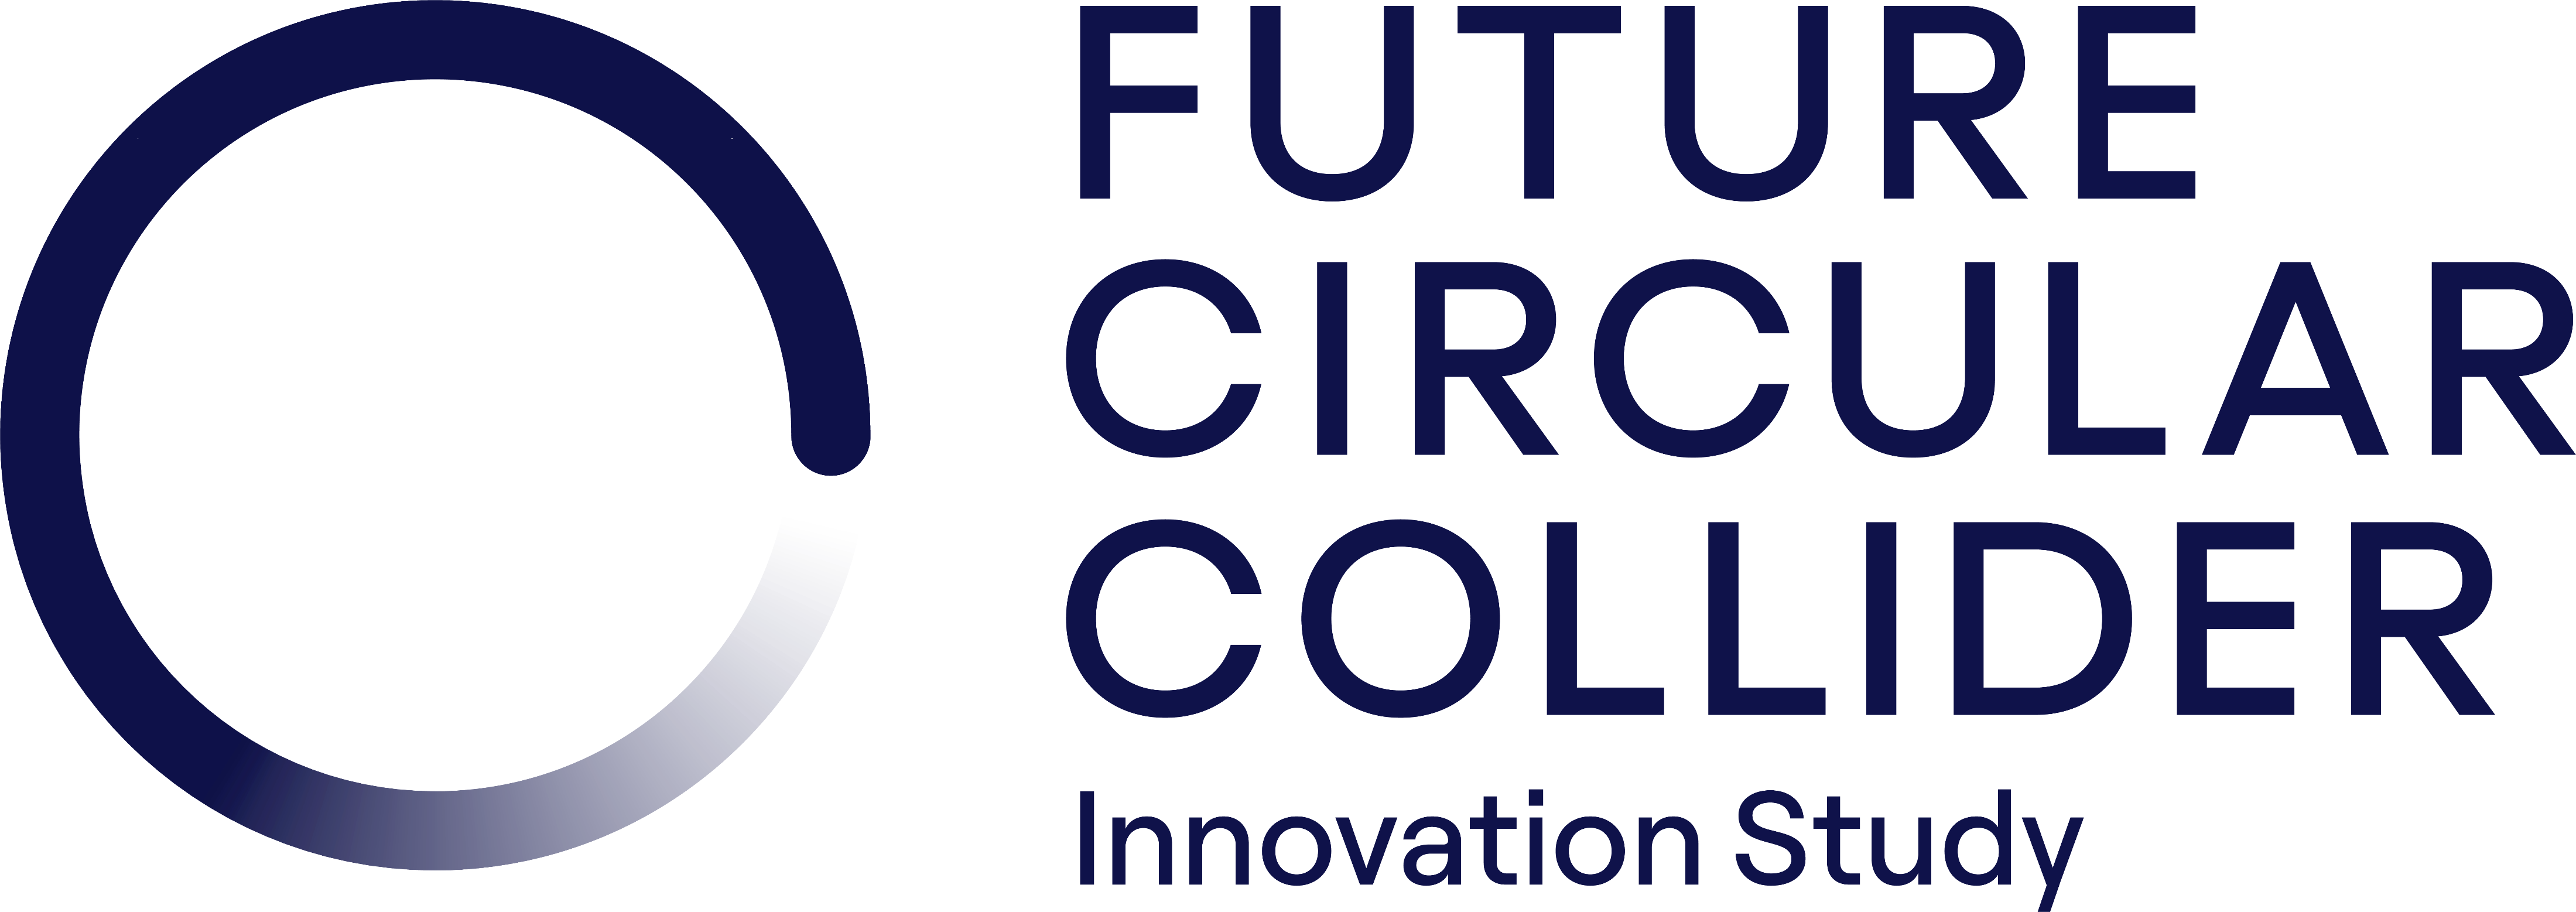 FUTURE
CIRCULAR
COLLIDER
Innovation Study